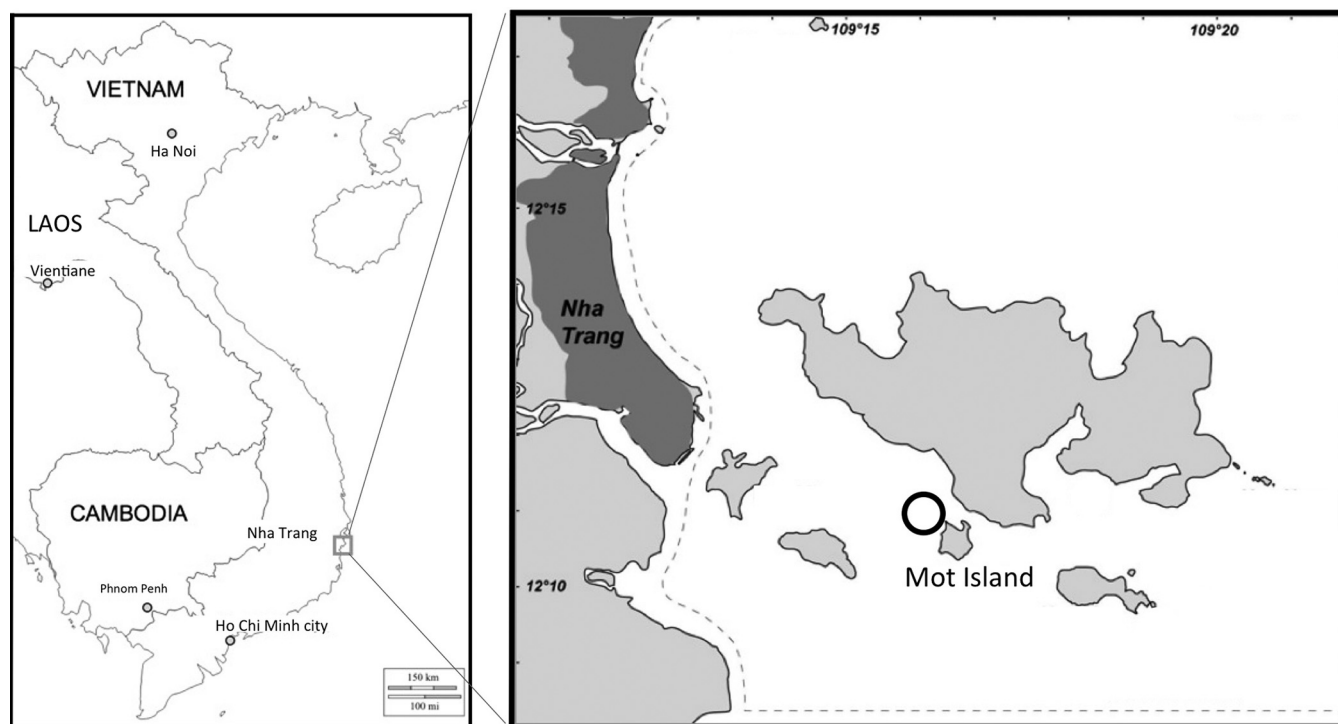 VIETNAM
Ha Noi
LAOS
Vientiane
CAMBODIA
Nha Trang
Phnom Penh
Ho Chi Minh city
150 km
100 mi
109°15
109°20
12°15
Nha
Trang
Mot Island
12°10